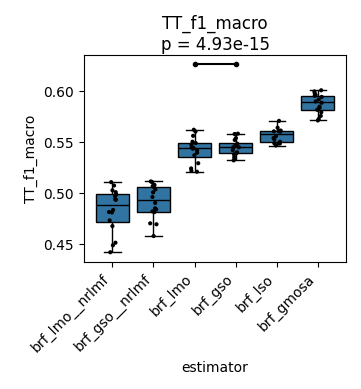 TT_f1_macro
p = 4.93e-15
TT_f1_macro
0.60
0.55
0.50
0.45
brf_lmo__nrlmf
brf_gso__nrlmf
brf_lmo
brf_gso
brf_lso
brf_gmosa
estimator